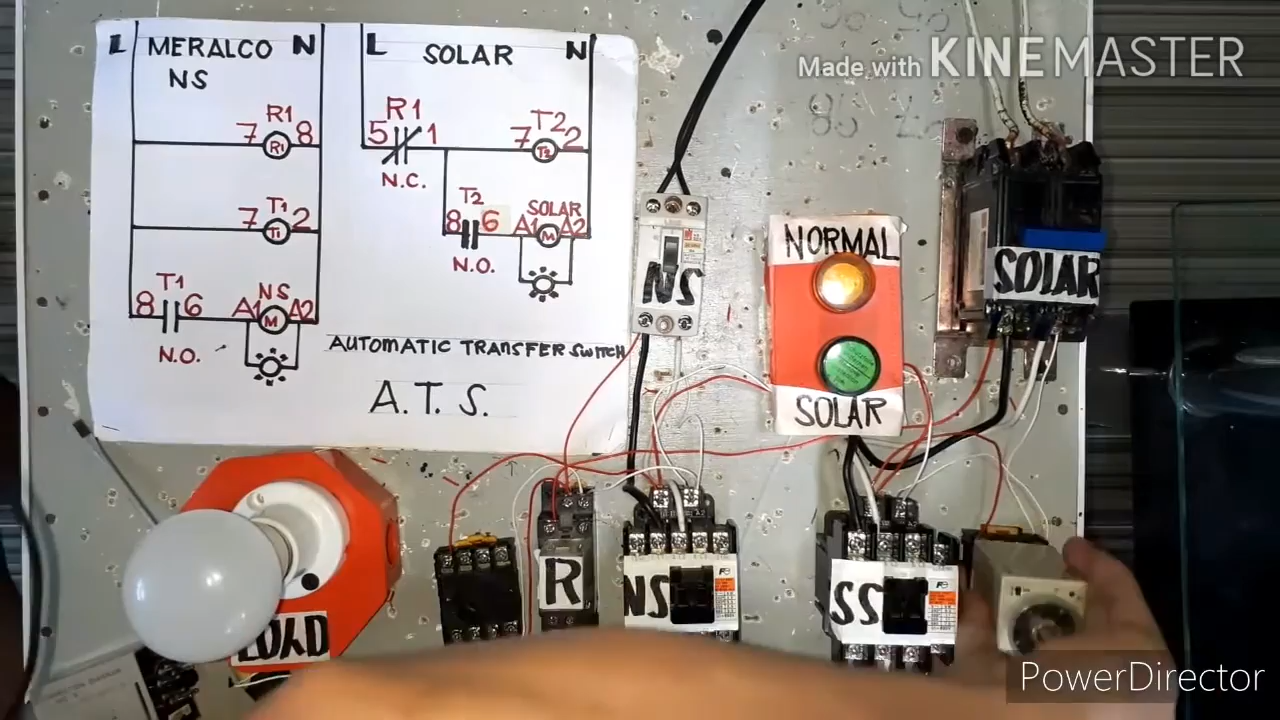 L MERALCO N
NS
R1
7 R1 8
T1
7 T1 2
T1
8 6
N.O.
NS
A1 M A2
L SOLAR N
R1
5 1
N.C.
T2
7 T2 2
T2
8 6
N.O.
SOLAR
A1 M A2
AUTOMATIC TRANSFER SWITCH
A.T.S.
Made with KINEMASTER
NS
NORMAL
SOLAR
SOLAR
LOAD
R
NS
SS
PowerDirector